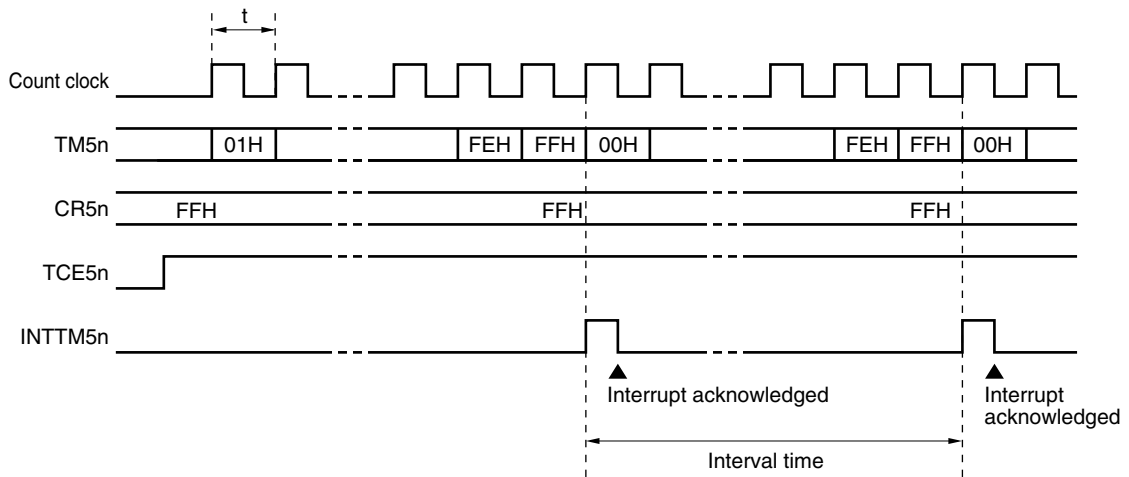 t
Count clock
TM5n 01H FEH FFH 00H FEH FFH 00H
CR5n FFH FFH FFH
TCE5n
INTTM5n
Interrupt acknowledged
Interrupt
acknowledged
Interval time